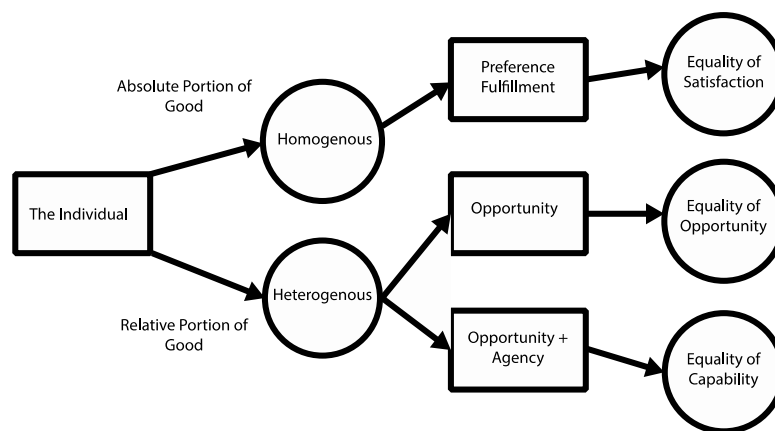 Absolute Portion of
Good
The Individual
Relative Portion of
Good
Homogenous
Heterogenous
Preference
Fulfillment
Opportunity
Opportunity +
Agency
Equality of
Satisfaction
Equality of
Opportunity
Equality of
Capability